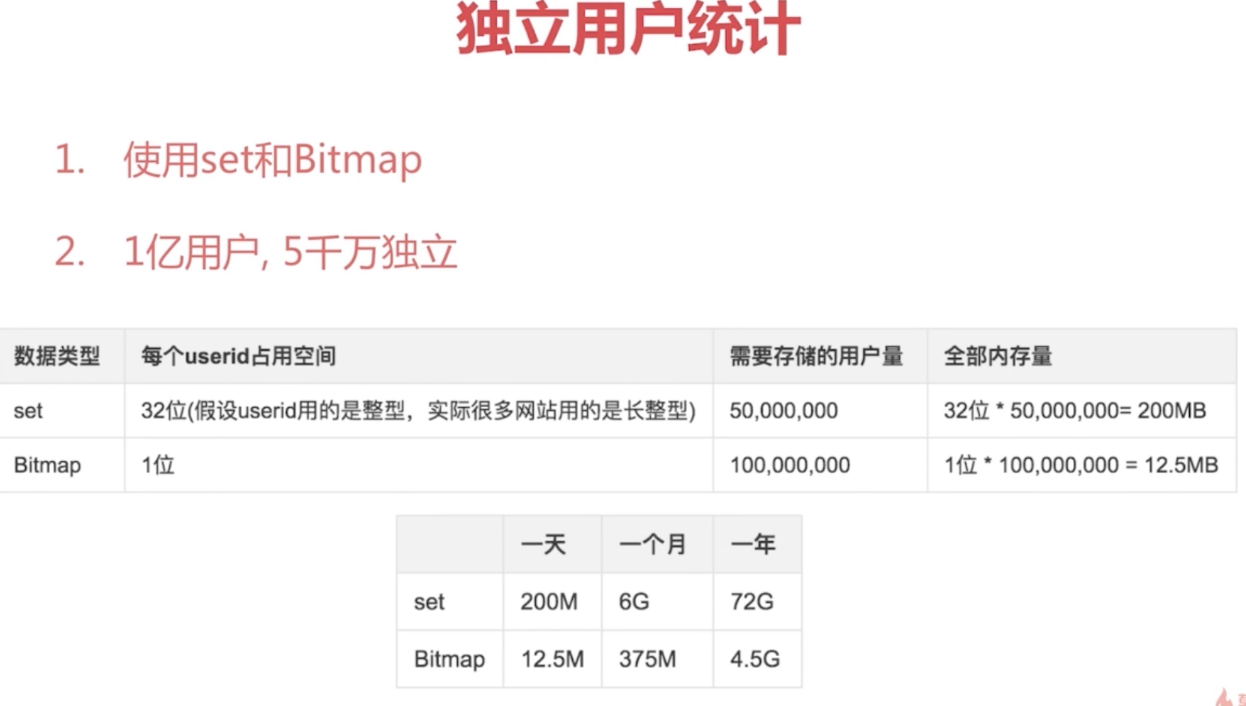 独立用户统计
1. 使用set和Bitmap
2. 1亿用户, 5千万独立
数据类型 每个userid占用空间 需要存储的用户量 全部内存量
set 32位(假设userid用的是整型，实际很多网站用的是长整型) 50,000,000 32位 * 50,000,000= 200MB
Bitmap 1位 100,000,000 1位 * 100,000,000 = 12.5MB
一天 一个月 一年
set 200M 6G 72G
Bitmap 12.5M 375M 4.5G